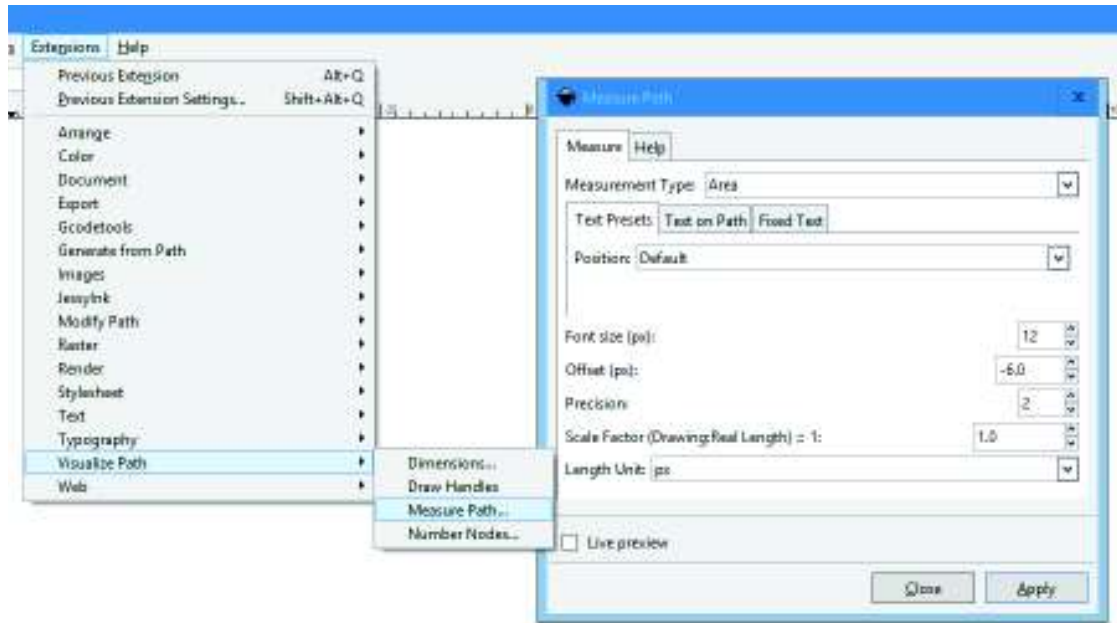 Extensions Help
Previous Extension Alt+Q
Previous Extension Settings... Shift+Alt+Q
Arrange
Color
Document
Export
Gcodetools
Generate from Path
Images
JessyInk
Modify Path
Raster
Render
Stylesheet
Text
Typography
Visualize Path
Web
Dimensions...
Draw Handles
Measure Path...
Number Nodes...
Measure Path
Measure Help
Measurement Type: Area
Text Presets Text on Path Fixed Text
Position: Default
Font size (px): 12
Offset (px): -6.0
Precision: 2
Scale Factor (Drawing:Real Length) = 1: 1.0
Length Unit: px
Live preview
Close Apply